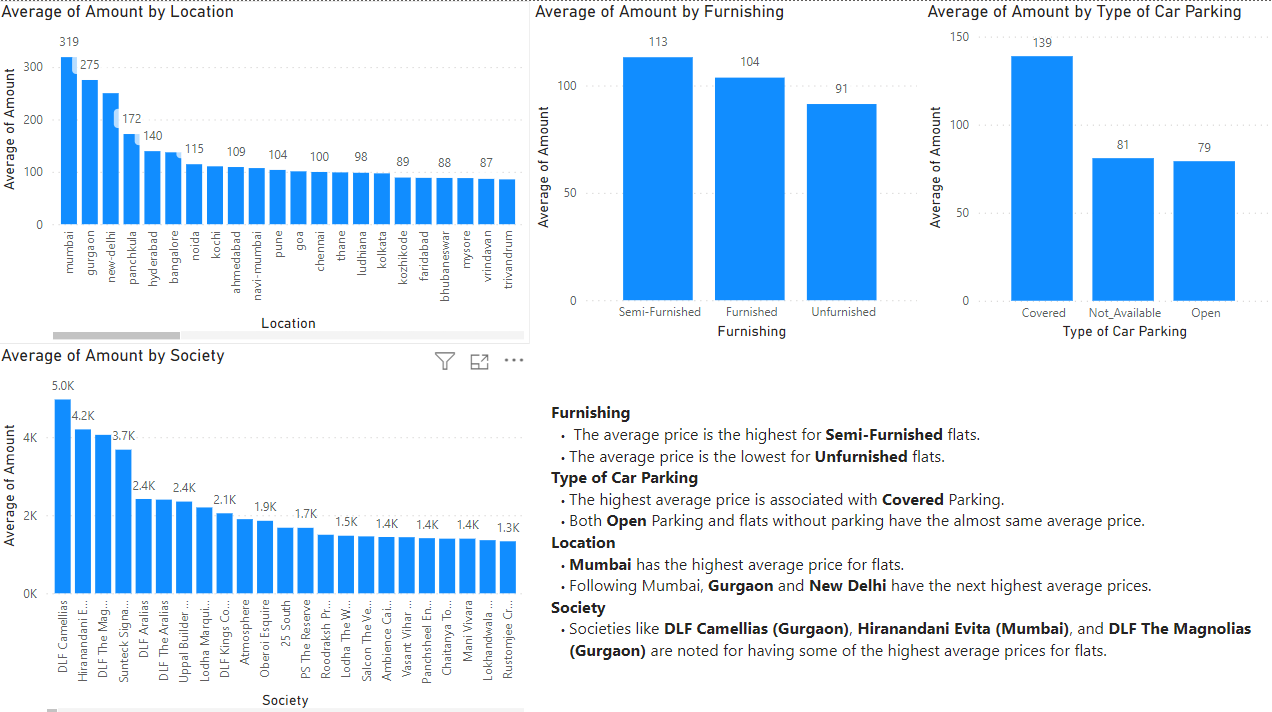 Average of Amount by Location
Average of Amount
300
200
100
0
319
275
172
140
115
109
104
100
98
89
88
87
mumbai
gurgaon
new-delhi
panchkula
hyderabad
bangalore
noida
kochi
ahmedabad
navi-mumbai
pune
goa
chennai
thane
ludhiana
kolkata
kozhikode
faridabad
bhubaneswar
mysore
vrindavan
trivandrum
Location
Average of Amount by Furnishing
Average of Amount
100
50
0
113
104
91
Semi-Furnished
Furnished
Unfurnished
Furnishing
Average of Amount by Type of Car Parking
Average of Amount
150
100
50
0
139
81
79
Covered
Not_Available
Open
Type of Car Parking
Average of Amount by Society
Average of Amount
4K
2K
0K
5.0K
4.2K
3.7K
2.4K
2.4K
2.1K
1.9K
1.7K
1.5K
1.4K
1.4K
1.4K
1.3K
DLF Camellias
Hiranandani E...
DLF The Mag...
Sunteck Signa...
DLF Aralias
DLF The Aralias
Uppal Builder ...
Lodha Marqui...
DLF Kings Co...
Atmosphere
Oberoi Esquire
25 South
PS The Reserve
Roodraksh Pr...
Lodha The W...
Salcon The Ve...
Ambience Cai...
Vasant Vihar ...
Panchsheel En...
Chaitanya To...
Mani Vivara
Lokhandwala ...
Rustomjee Cr...
Society
Furnishing
• The average price is the highest for Semi-Furnished flats.
• The average price is the lowest for Unfurnished flats.
Type of Car Parking
• The highest average price is associated with Covered Parking.
• Both Open Parking and flats without parking have the almost same average price.
Location
• Mumbai has the highest average price for flats.
• Following Mumbai, Gurgaon and New Delhi have the next highest average prices.
Society
• Societies like DLF Camellias (Gurgaon), Hiranandani Evita (Mumbai), and DLF The Magnolias
(Gurgaon) are noted for having some of the highest average prices for flats.